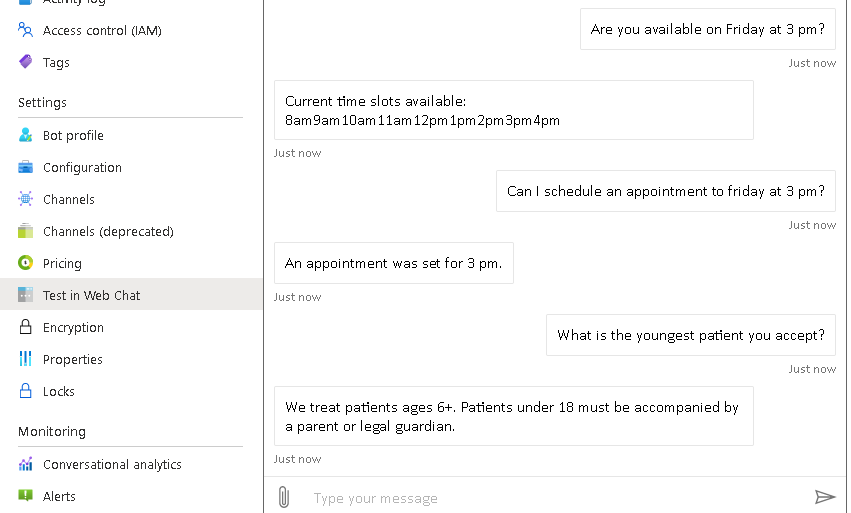 Activity log
Access control (IAM)
Tags
Settings
Bot profile
Configuration
Channels
Channels (deprecated)
Pricing
Test in Web Chat
Encryption
Properties
Locks
Monitoring
Conversational analytics
Alerts
Are you available on Friday at 3 pm?
Just now
Current time slots available:
8am9am10am11am12pm1pm2pm3pm4pm
Just now
Can I schedule an appointment to friday at 3 pm?
Just now
An appointment was set for 3 pm.
Just now
What is the youngest patient you accept?
Just now
We treat patients ages 6+. Patients under 18 must be accompanied by
a parent or legal guardian.
Just now
Type your message